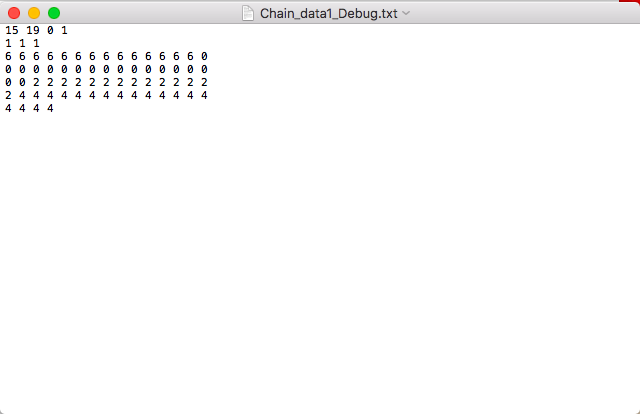 Chain_data1_Debug.txt
15 19 0 1
1 1 1
6 6 6 6 6 6 6 6 6 6 6 6 6 6 0
0 0 0 0 0 0 0 0 0 0 0 0 0 0 0
0 0 2 2 2 2 2 2 2 2 2 2 2 2 2
2 4 4 4 4 4 4 4 4 4 4 4 4 4 4
4 4 4 4